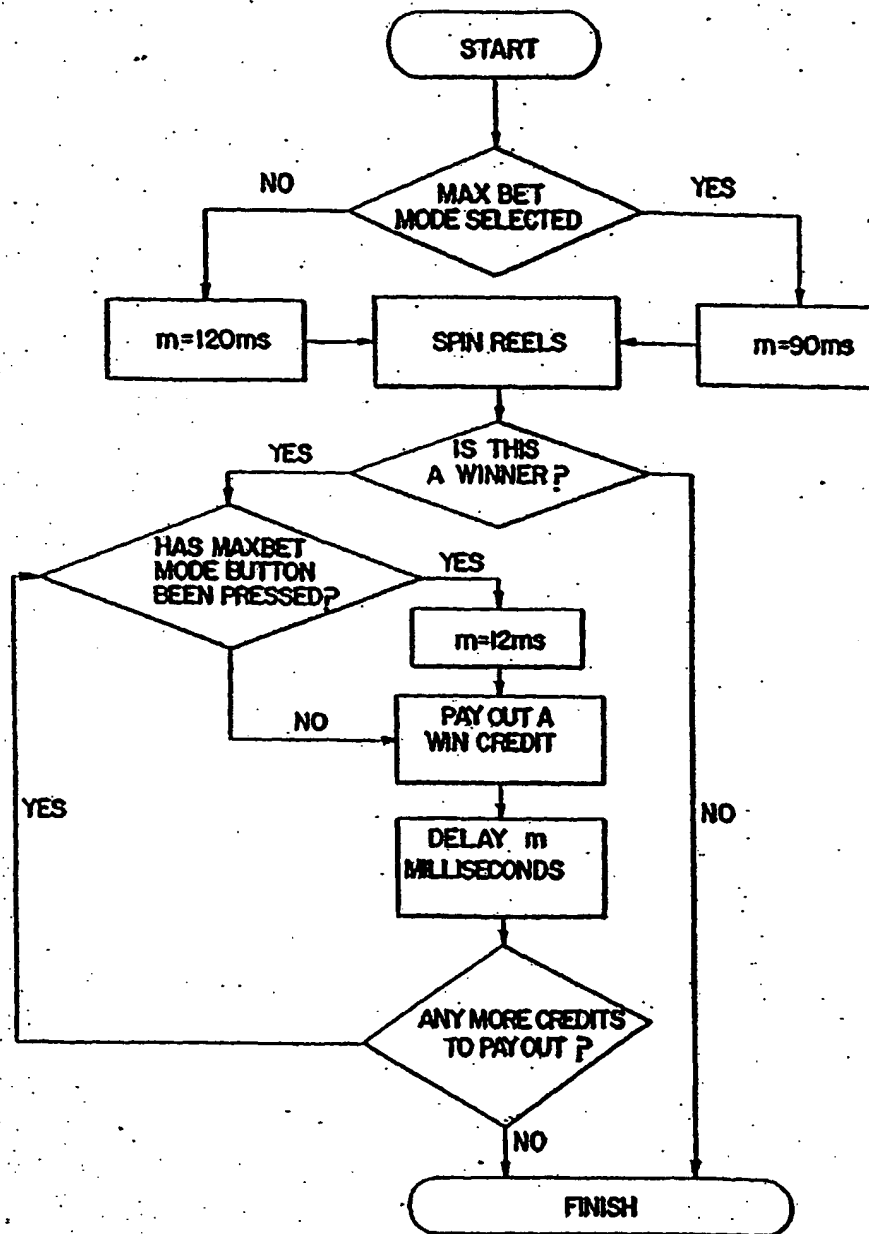 START
NO
MAX BET
MODE SELECTED
YES
m=120ms
SPIN REELS
m=90ms
YES
IS THIS
A WINNER?
HAS MAXBET
MODE BUTTON
BEEN PRESSED?
YES
m=12ms
NO
PAY OUT A
WIN CREDIT
YES
NO
DELAY m
MILLISECONDS
ANY MORE CREDITS
TO PAY OUT ?
NO
FINISH